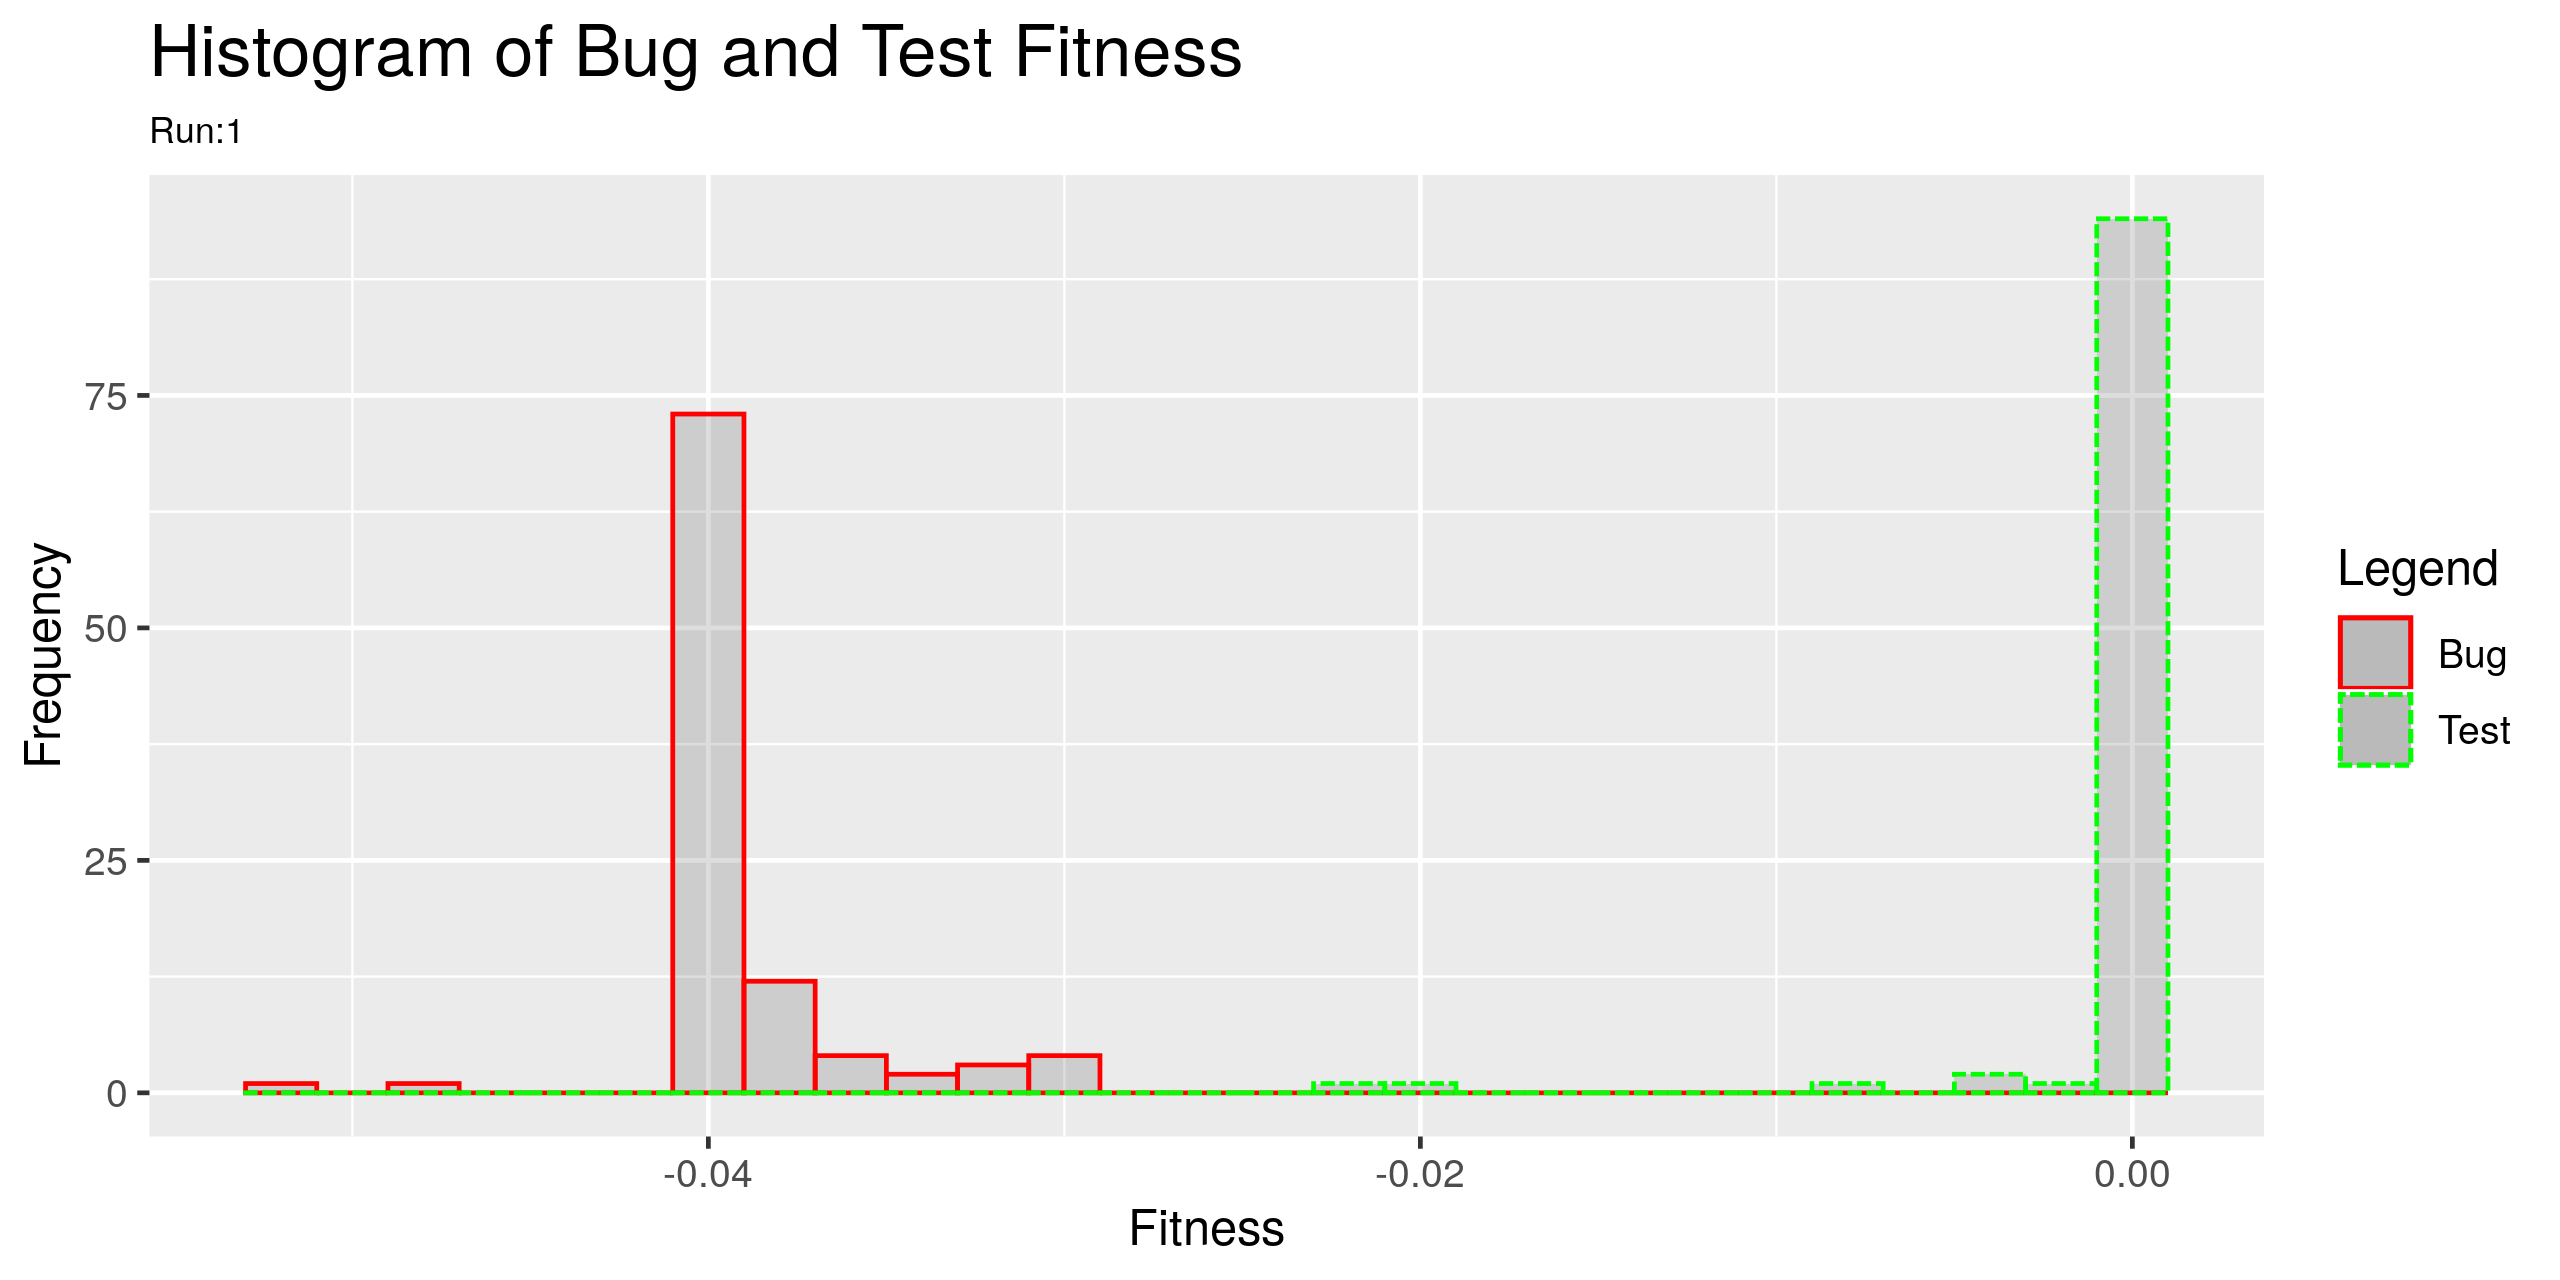 Histogram of Bug and Test Fitness
Run:1
Frequency
75
50
25
0
-0.04
-0.02
0.00
Fitness
Legend
Bug
Test